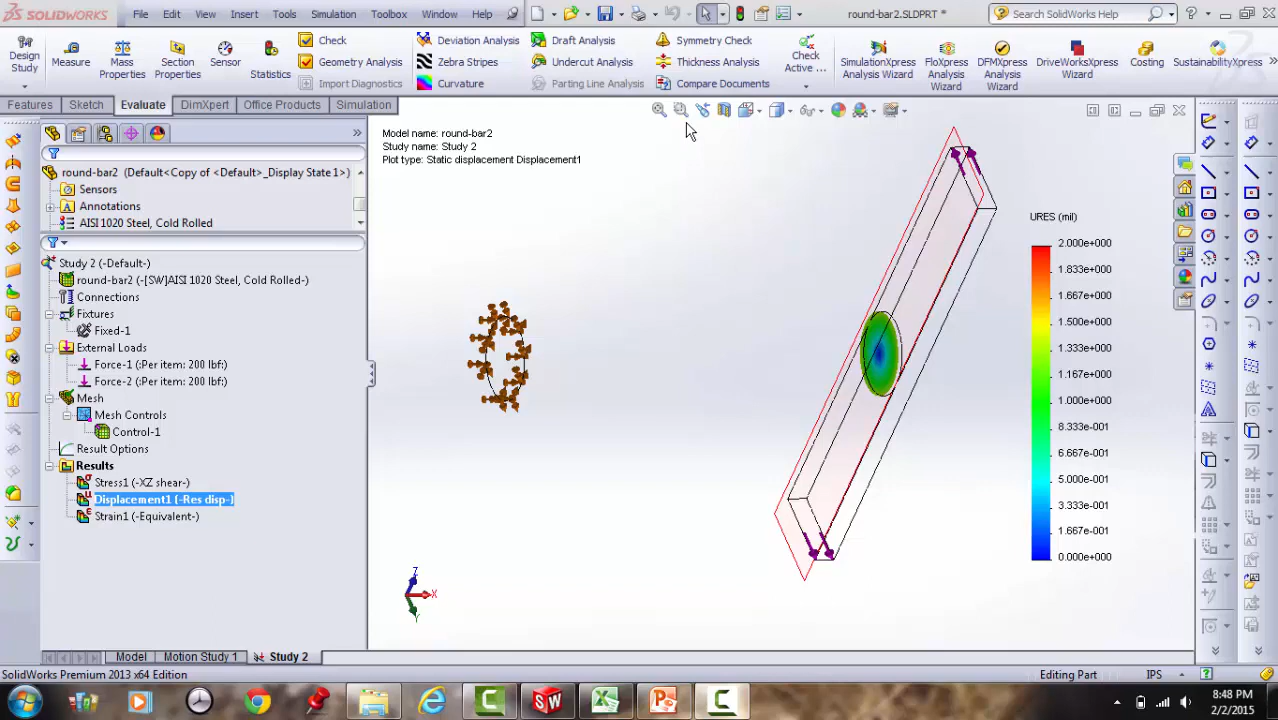 SOLIDWORKS File Edit View Insert Tools Simulation Toolbox Window Help round-bar2.SLDPRT * Search SolidWorks Help
Design Study Measure Mass Properties Section Properties Sensor Statistics
Check
Geometry Analysis
Import Diagnostics
Deviation Analysis
Zebra Stripes
Curvature
Draft Analysis
Undercut Analysis
Parting Line Analysis
Symmetry Check
Thickness Analysis
Compare Documents
Check Active ...
SimulationXpress Analysis Wizard
FloXpress Analysis Wizard
DFMXpress Analysis Wizard
DriveWorksXpress Wizard
Costing
SustainabilityXpress
Features Sketch Evaluate DimXpert Office Products Simulation
round-bar2 (Default<Copy of <Default>_Display State 1>)
Sensors
Annotations
AISI 1020 Steel, Cold Rolled
Study 2 (-Default-)
round-bar2 (-[SW]AISI 1020 Steel, Cold Rolled-)
Connections
Fixtures
Fixed-1
External Loads
Force-1 (:Per item: 200 lbf:)
Force-2 (:Per item: 200 lbf:)
Mesh
Mesh Controls
Control-1
Result Options
Results
Stress1 (-XZ shear-)
Displacement1 (-Res disp-)
Strain1 (-Equivalent-)
Model name: round-bar2
Study name: Study 2
Plot type: Static displacement Displacement1
URES (mil)
2.000e+000
1.833e+000
1.667e+000
1.500e+000
1.333e+000
1.167e+000
1.000e+000
8.333e-001
6.667e-001
5.000e-001
3.333e-001
1.667e-001
0.000e+000
Z
X
Y
Model Motion Study 1 Study 2
SolidWorks Premium 2013 x64 Edition Editing Part IPS
8:48 PM
2/2/2015